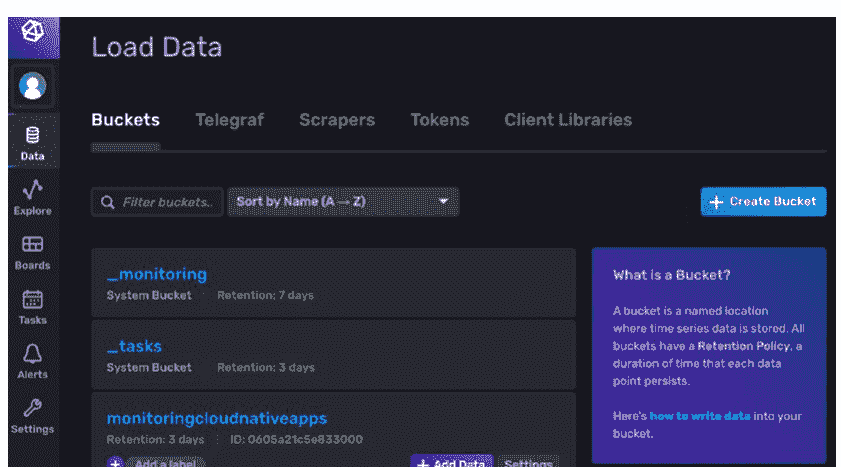 Load Data
Buckets Telegraf Scrapers Tokens Client Libraries
Data
Explore
Boards
Tasks
Alerts
Settings
Filter buckets..
Sort by Name (A → Z)
+ Create Bucket
_monitoring
System Bucket Retention: 7 days
_tasks
System Bucket Retention: 3 days
monitoringcloudnativeapps
Retention: 3 days ID: 0605a21c5e833000
+ Add a label
+ Add Data Settings
What is a Bucket?
A bucket is a named location
where time series data is stored. All
buckets have a Retention Policy, a
duration of time that each data
point persists.
Here's how to write data into your
bucket.